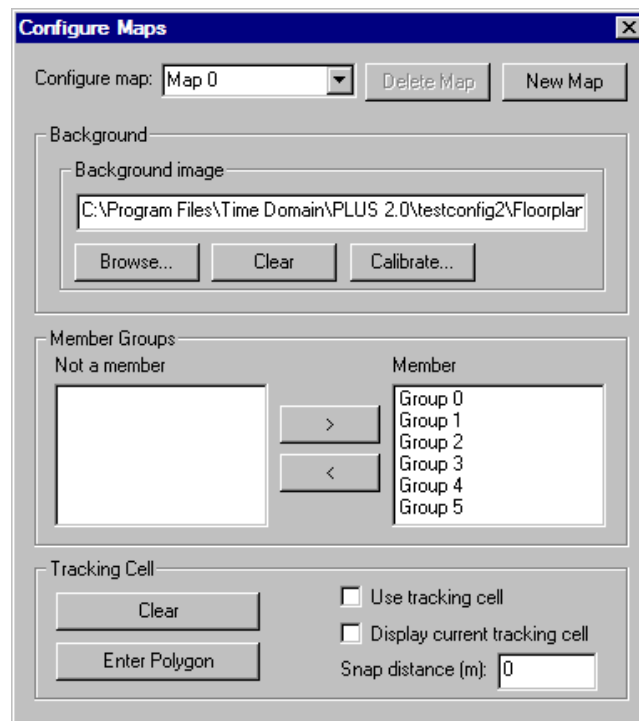 Configure Maps
Configure map: Map 0 Delete Map New Map
Background
Background image
C:\Program Files\Time Domain\PLUS 2.0\testconfig2\Floorplan
Browse... Clear Calibrate...
Member Groups
Not a member Member
Group 0
Group 1
> Group 2
Group 3
< Group 4
Group 5
Tracking Cell
Clear Use tracking cell
Display current tracking cell
Enter Polygon Snap distance (m): 0